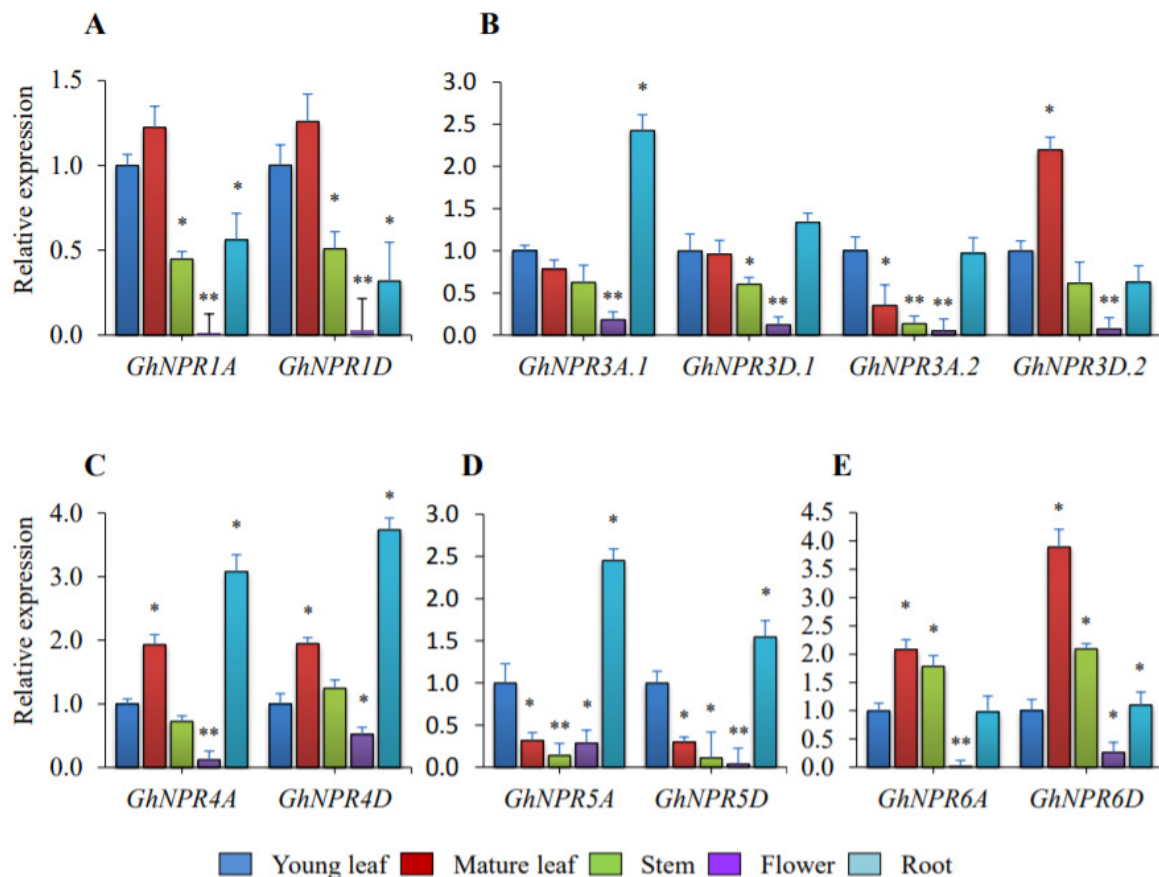 A
B
Relative expression
1.5
1.0
0.5
0.0
* ** * * ** *
GhNPR1A GhNPR1D
3.0
2.5
2.0
1.5
1.0
0.5
0.0
** * * ** * ** ** * **
GhNPR3A.1 GhNPR3D.1 GhNPR3A.2 GhNPR3D.2
C
D
E
Relative expression
4.0
3.0
2.0
1.0
0.0
* ** * * * *
GhNPR4A GhNPR4D
3.0
2.5
2.0
1.5
1.0
0.5
0.0
* ** * * * * ** *
GhNPR5A GhNPR5D
4.5
4.0
3.5
2.0
2.5
1.0
1.5
0.5
0.0
* * ** * * * *
GhNPR6A GhNPR6D
Young leaf Mature leaf Stem Flower Root